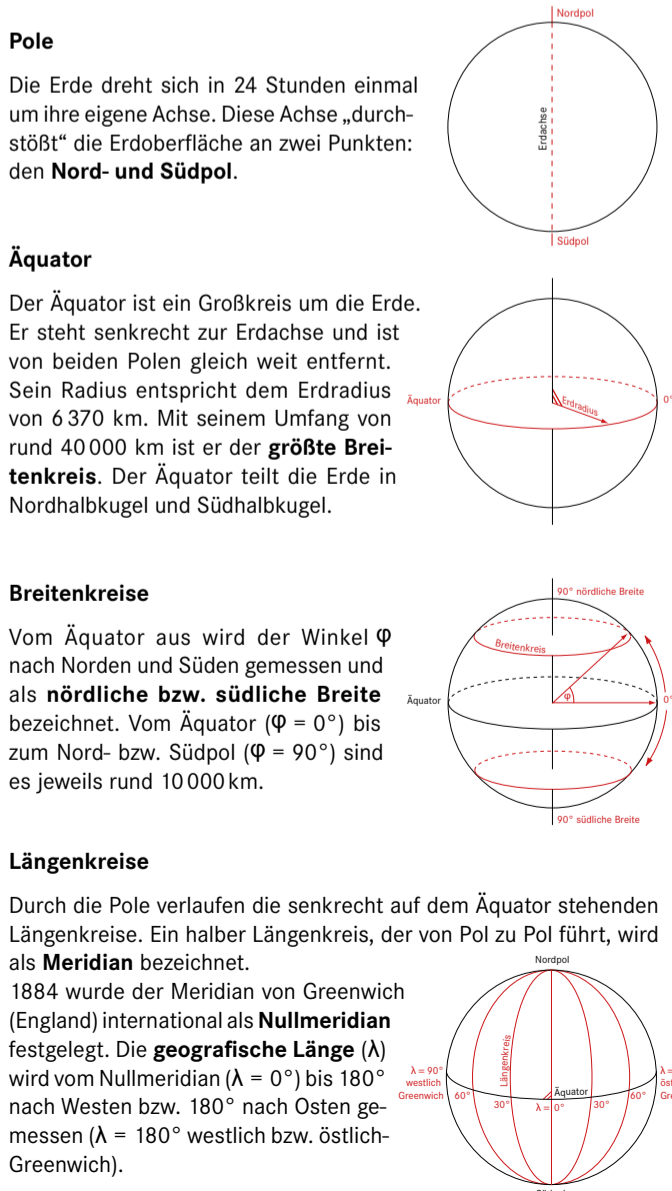 Nordpol
Pole
Die Erde dreht sich in 24 Stunden einmal
um ihre eigene Achse. Diese Achse „durch-
stößt“ die Erdoberfläche an zwei Punkten:
den Nord- und Südpol.
Erdachse
Südpol
Äquator
Der Äquator ist ein Großkreis um die Erde.
Er steht senkrecht zur Erdachse und ist
von beiden Polen gleich weit entfernt.
Sein Radius entspricht dem Erdradius
von 6 370 km. Mit seinem Umfang von
rund 40 000 km ist er der größte Brei-
tenkreis. Der Äquator teilt die Erde in
Nordhalbkugel und Südhalbkugel.
Äquator
Erdradius
0°
Breitenkreise
Vom Äquator aus wird der Winkel φ
nach Norden und Süden gemessen und
als nördliche bzw. südliche Breite
bezeichnet. Vom Äquator (φ = 0°) bis
zum Nord- bzw. Südpol (φ = 90°) sind
es jeweils rund 10 000 km.
90° nördliche Breite
Breitenkreis
Äquator
φ
0°
90° südliche Breite
Längenkreise
Durch die Pole verlaufen die senkrecht auf dem Äquator stehenden
Längenkreise. Ein halber Längenkreis, der von Pol zu Pol führt, wird
als Meridian bezeichnet.
1884 wurde der Meridian von Greenwich
(England) international als Nullmeridian
festgelegt. Die geografische Länge (λ)
wird vom Nullmeridian (λ = 0°) bis 180°
nach Westen bzw. 180° nach Osten ge-
messen (λ = 180° westlich bzw. östlich-
Greenwich).
Nordpol
Längenkreis
λ = 90°
westlich
Greenwich
60°
30°
λ = 0°
Äquator
30°
60°
λ =
öst
Gre